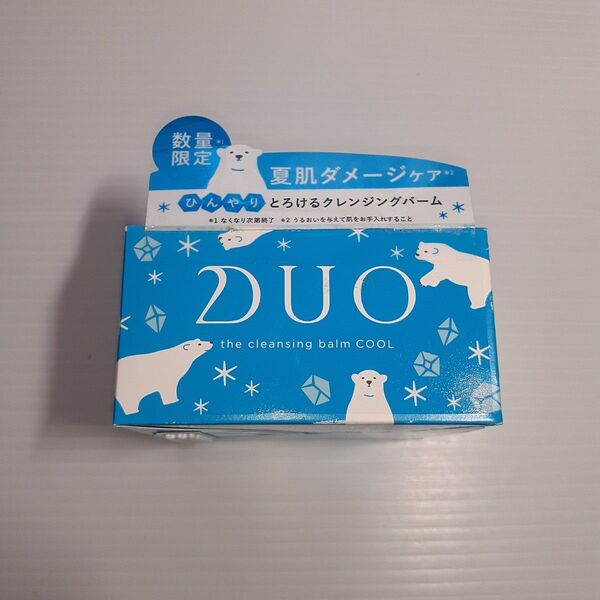 数量*1
限定
夏肌ダメージケア*2
ひんやり とろけるクレンジングバーム
*1 なくなり次第終了 *2 うるおいを与えて肌をお手入れすること
DUO
the cleansing balm COOL